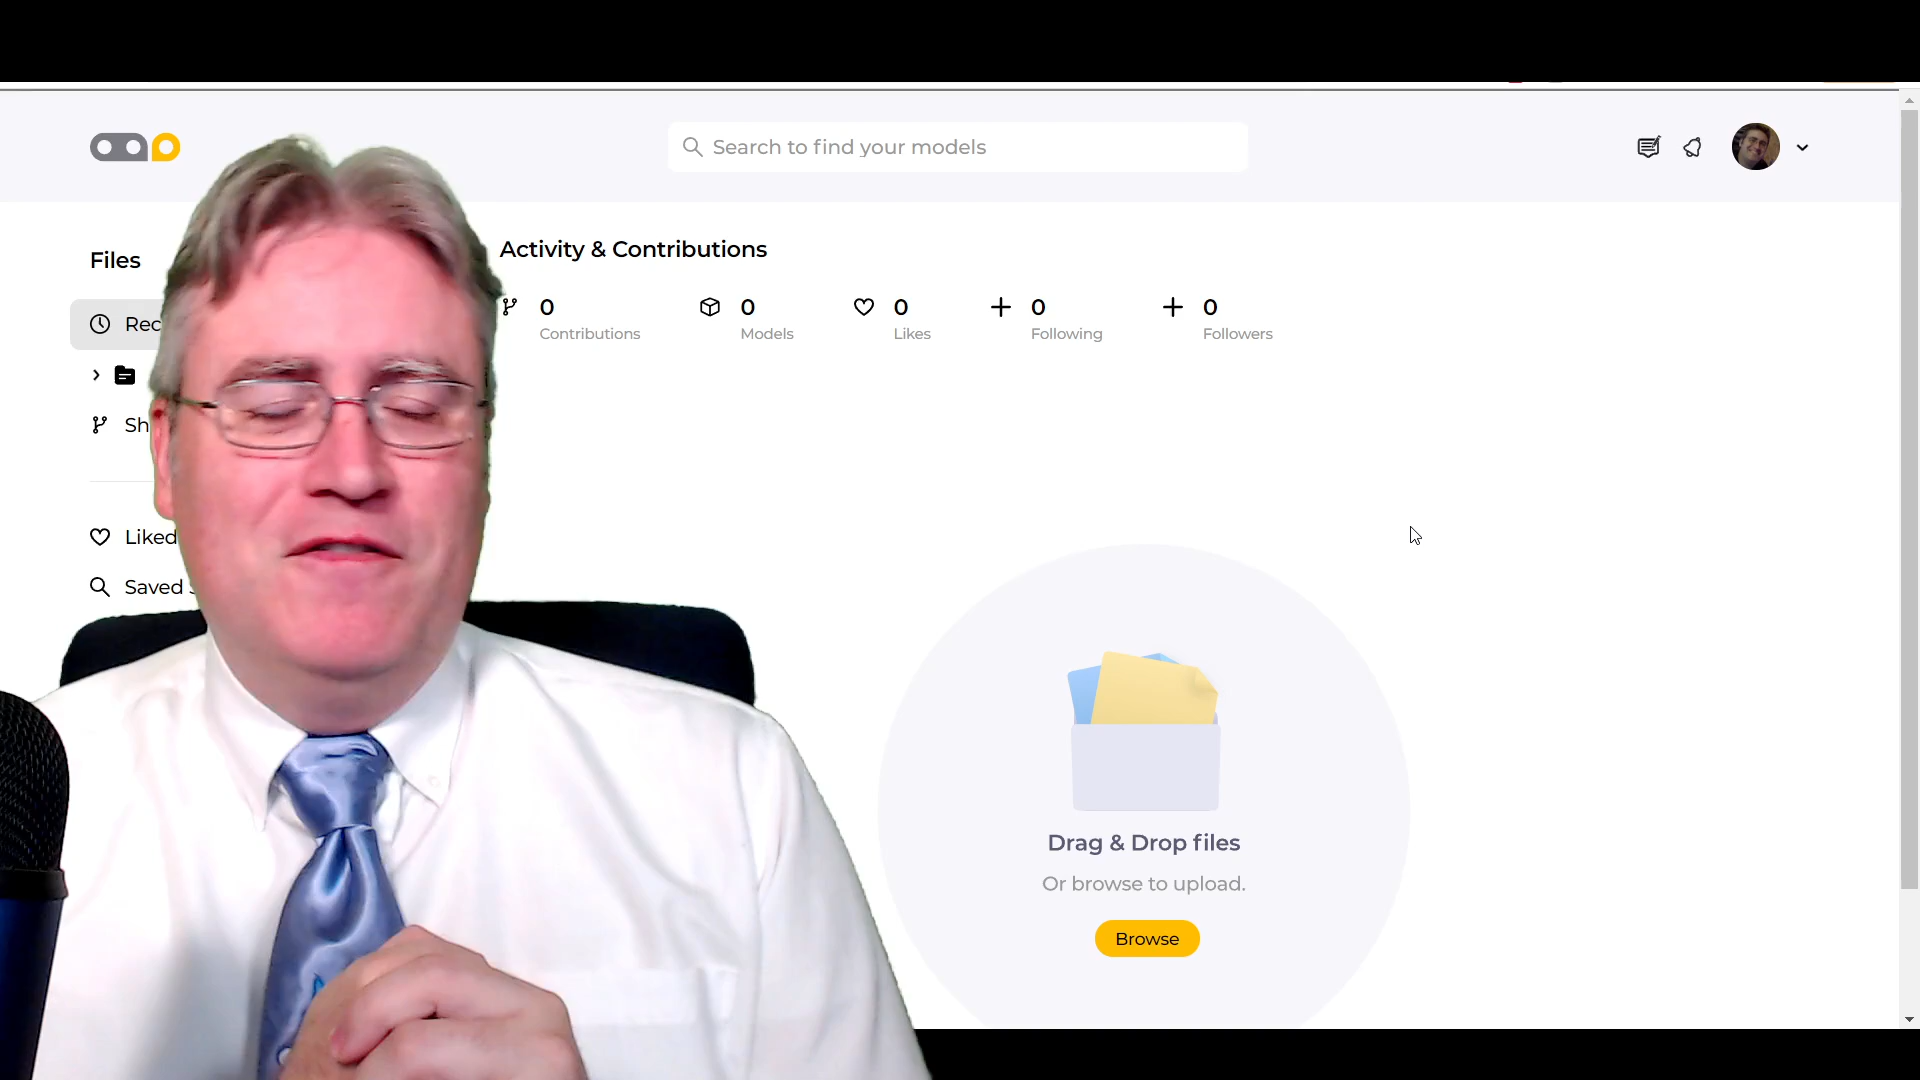 Search to find your models
Files
Rec
Sh
Liked
Saved
Activity & Contributions
0
Contributions
0
Models
0
Likes
0
Following
0
Followers
Drag & Drop files
Or browse to upload.
Browse